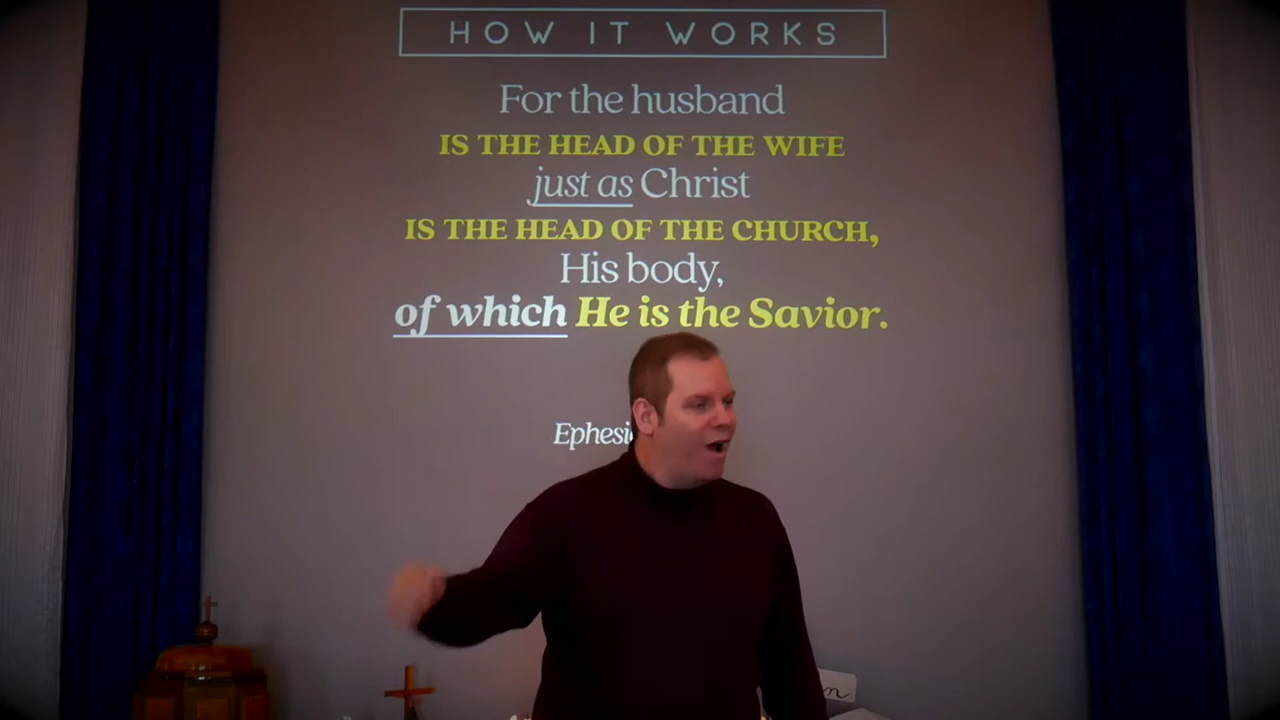 HOW IT WORKS
For the husband
IS THE HEAD OF THE WIFE
just as Christ
IS THE HEAD OF THE CHURCH,
His body,
of which He is the Savior.